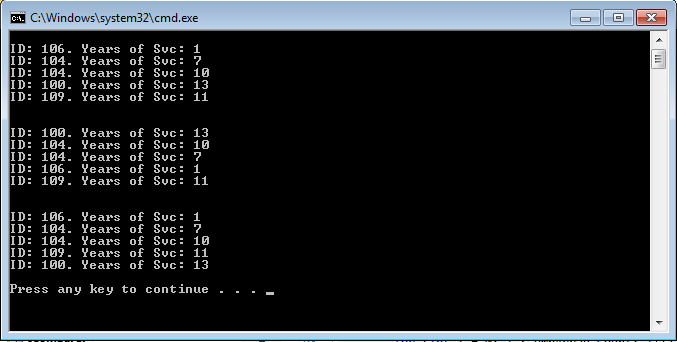 C:\Windows\system32\cmd.exe
ID: 106. Years of Svc: 1
ID: 104. Years of Svc: 7
ID: 104. Years of Svc: 10
ID: 100. Years of Svc: 13
ID: 109. Years of Svc: 11
ID: 100. Years of Svc: 13
ID: 104. Years of Svc: 10
ID: 104. Years of Svc: 7
ID: 106. Years of Svc: 1
ID: 109. Years of Svc: 11
ID: 106. Years of Svc: 1
ID: 104. Years of Svc: 7
ID: 104. Years of Svc: 10
ID: 109. Years of Svc: 11
ID: 100. Years of Svc: 13
Press any key to continue . . . _